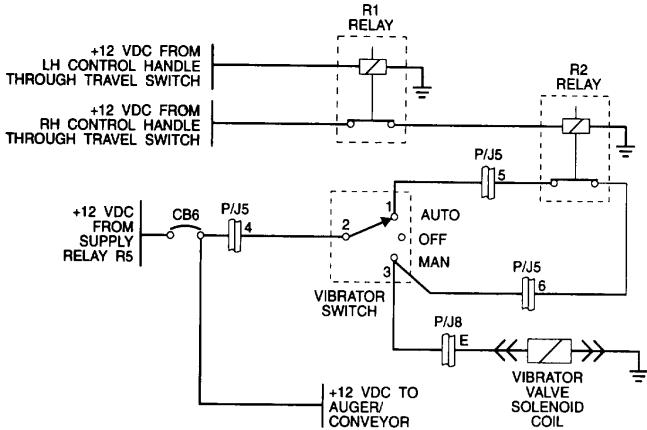 R1
RELAY
+12 VDC FROM
LH CONTROL HANDLE
THROUGH TRAVEL SWITCH
R2
RELAY
+12 VDC FROM
RH CONTROL HANDLE
THROUGH TRAVEL SWITCH
P/J5
5
+12 VDC
FROM
SUPPLY
RELAY R5
CB6
P/J5
4
2
1
AUTO
OFF
MAN
3
VIBRATOR
SWITCH
P/J5
6
P/J8
E
VIBRATOR
VALVE
SOLENOID
COIL
+12 VDC TO
AUGER/
CONVEYOR